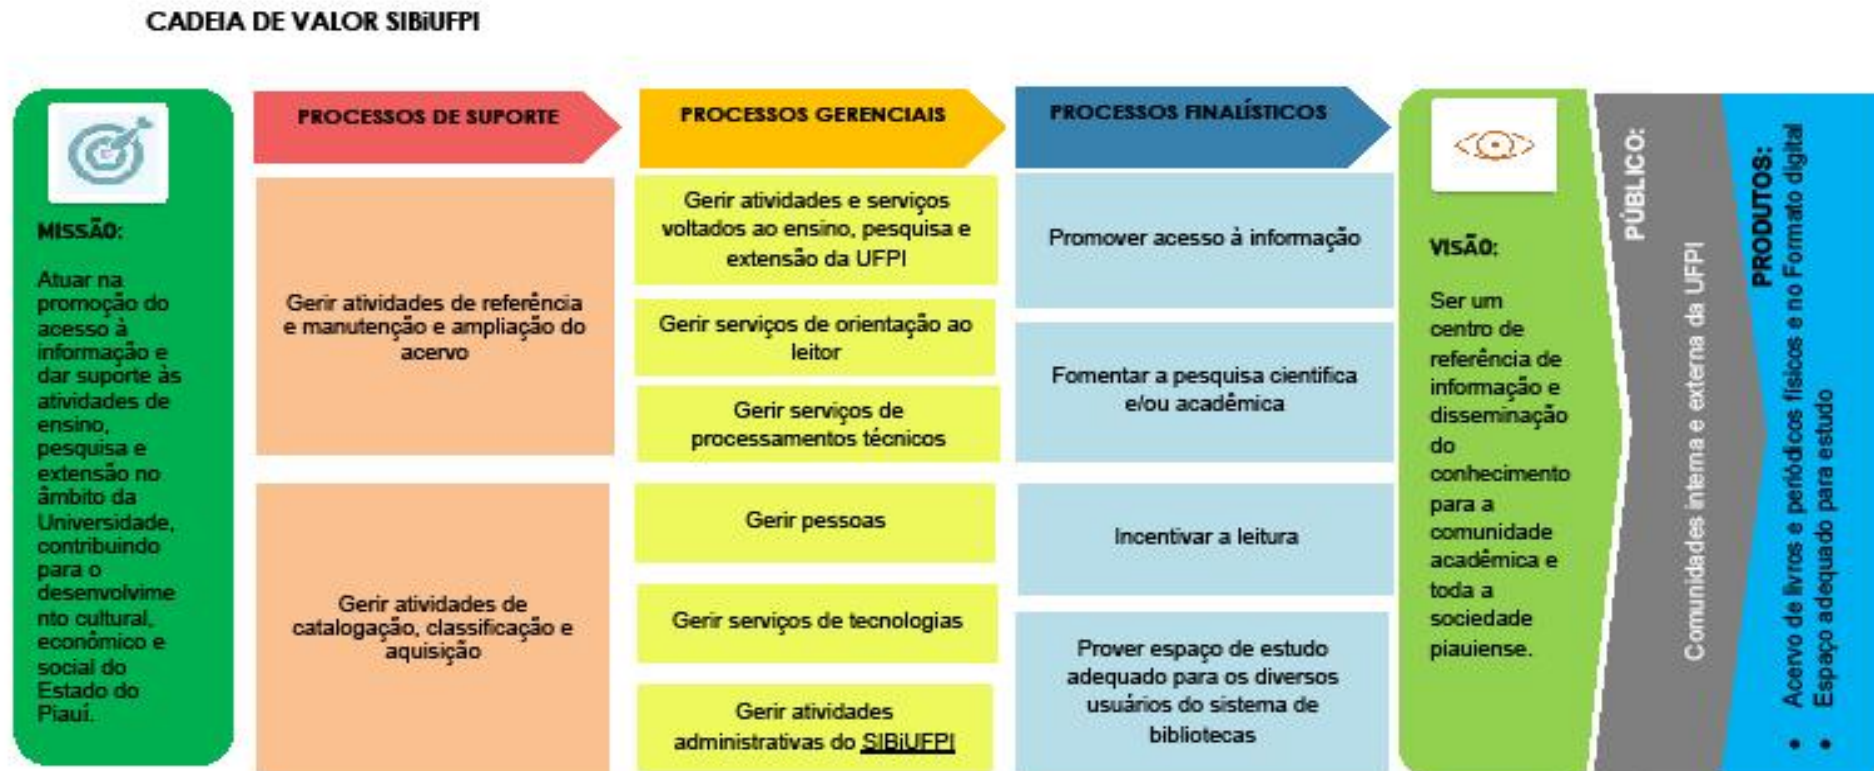 CADEIA DE VALOR SIBiUFPI
MISSÃO:
Atuar na
promoção do
acesso à
informação e
dar suporte às
atividades de
ensino,
pesquisa e
extensão no
âmbito da
Universidade,
contribuindo
para o
desenvolvime
nto cultural,
econômico e
social do
Estado do
Piauí.
PROCESSOS DE SUPORTE
Gerir atividades de referência
e manutenção e ampliação do
acervo
Gerir atividades de
catalogação, classificação e
aquisição
PROCESSOS GERENCIAIS
Gerir atividades e serviços
voltados ao ensino, pesquisa e
extensão da UFPI
Gerir serviços de orientação ao
leitor
Gerir serviços de
processamentos técnicos
Gerir pessoas
Gerir serviços de tecnologias
Gerir atividades
administrativas do SIBiUFPI
PROCESSOS FINALÍSTICOS
Promover acesso à informação
Fomentar a pesquisa científica
e/ou acadêmica
Incentivar a leitura
Prover espaço de estudo
adequado para os diversos
usuários do sistema de
bibliotecas
VISÃO:
Ser um
centro de
referência de
informação e
disseminação
do
conhecimento
para a
comunidade
acadêmica e
toda a
sociedade
piauiense.
PÚBLICO:
Comunidades interna e externa da UFPI
PRODUTOS:
• Acervo de livros e periódicos físicos e no Formato digital
• Espaço adequado para estudo